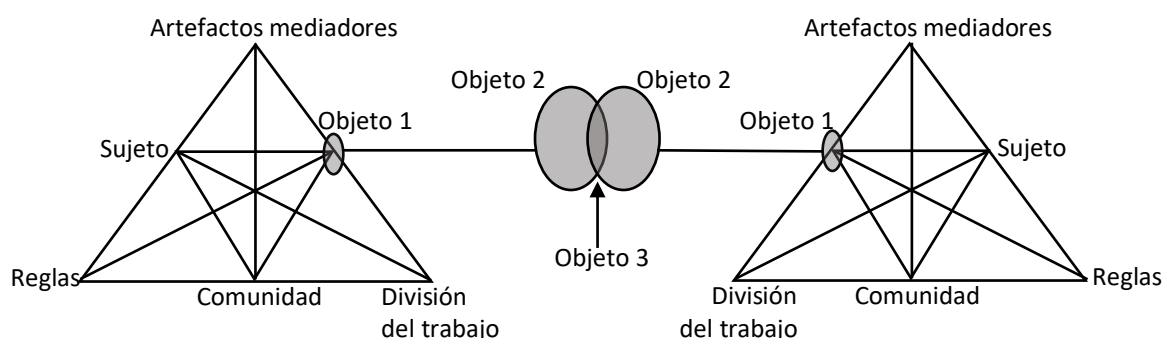 Artefactos mediadores
Artefactos mediadores
Objeto 2
Objeto 2
Objeto 1
Objeto 1
Sujeto
Sujeto
Objeto 3
Reglas
Reglas
Comunidad
División
del trabajo
División
del trabajo
Comunidad